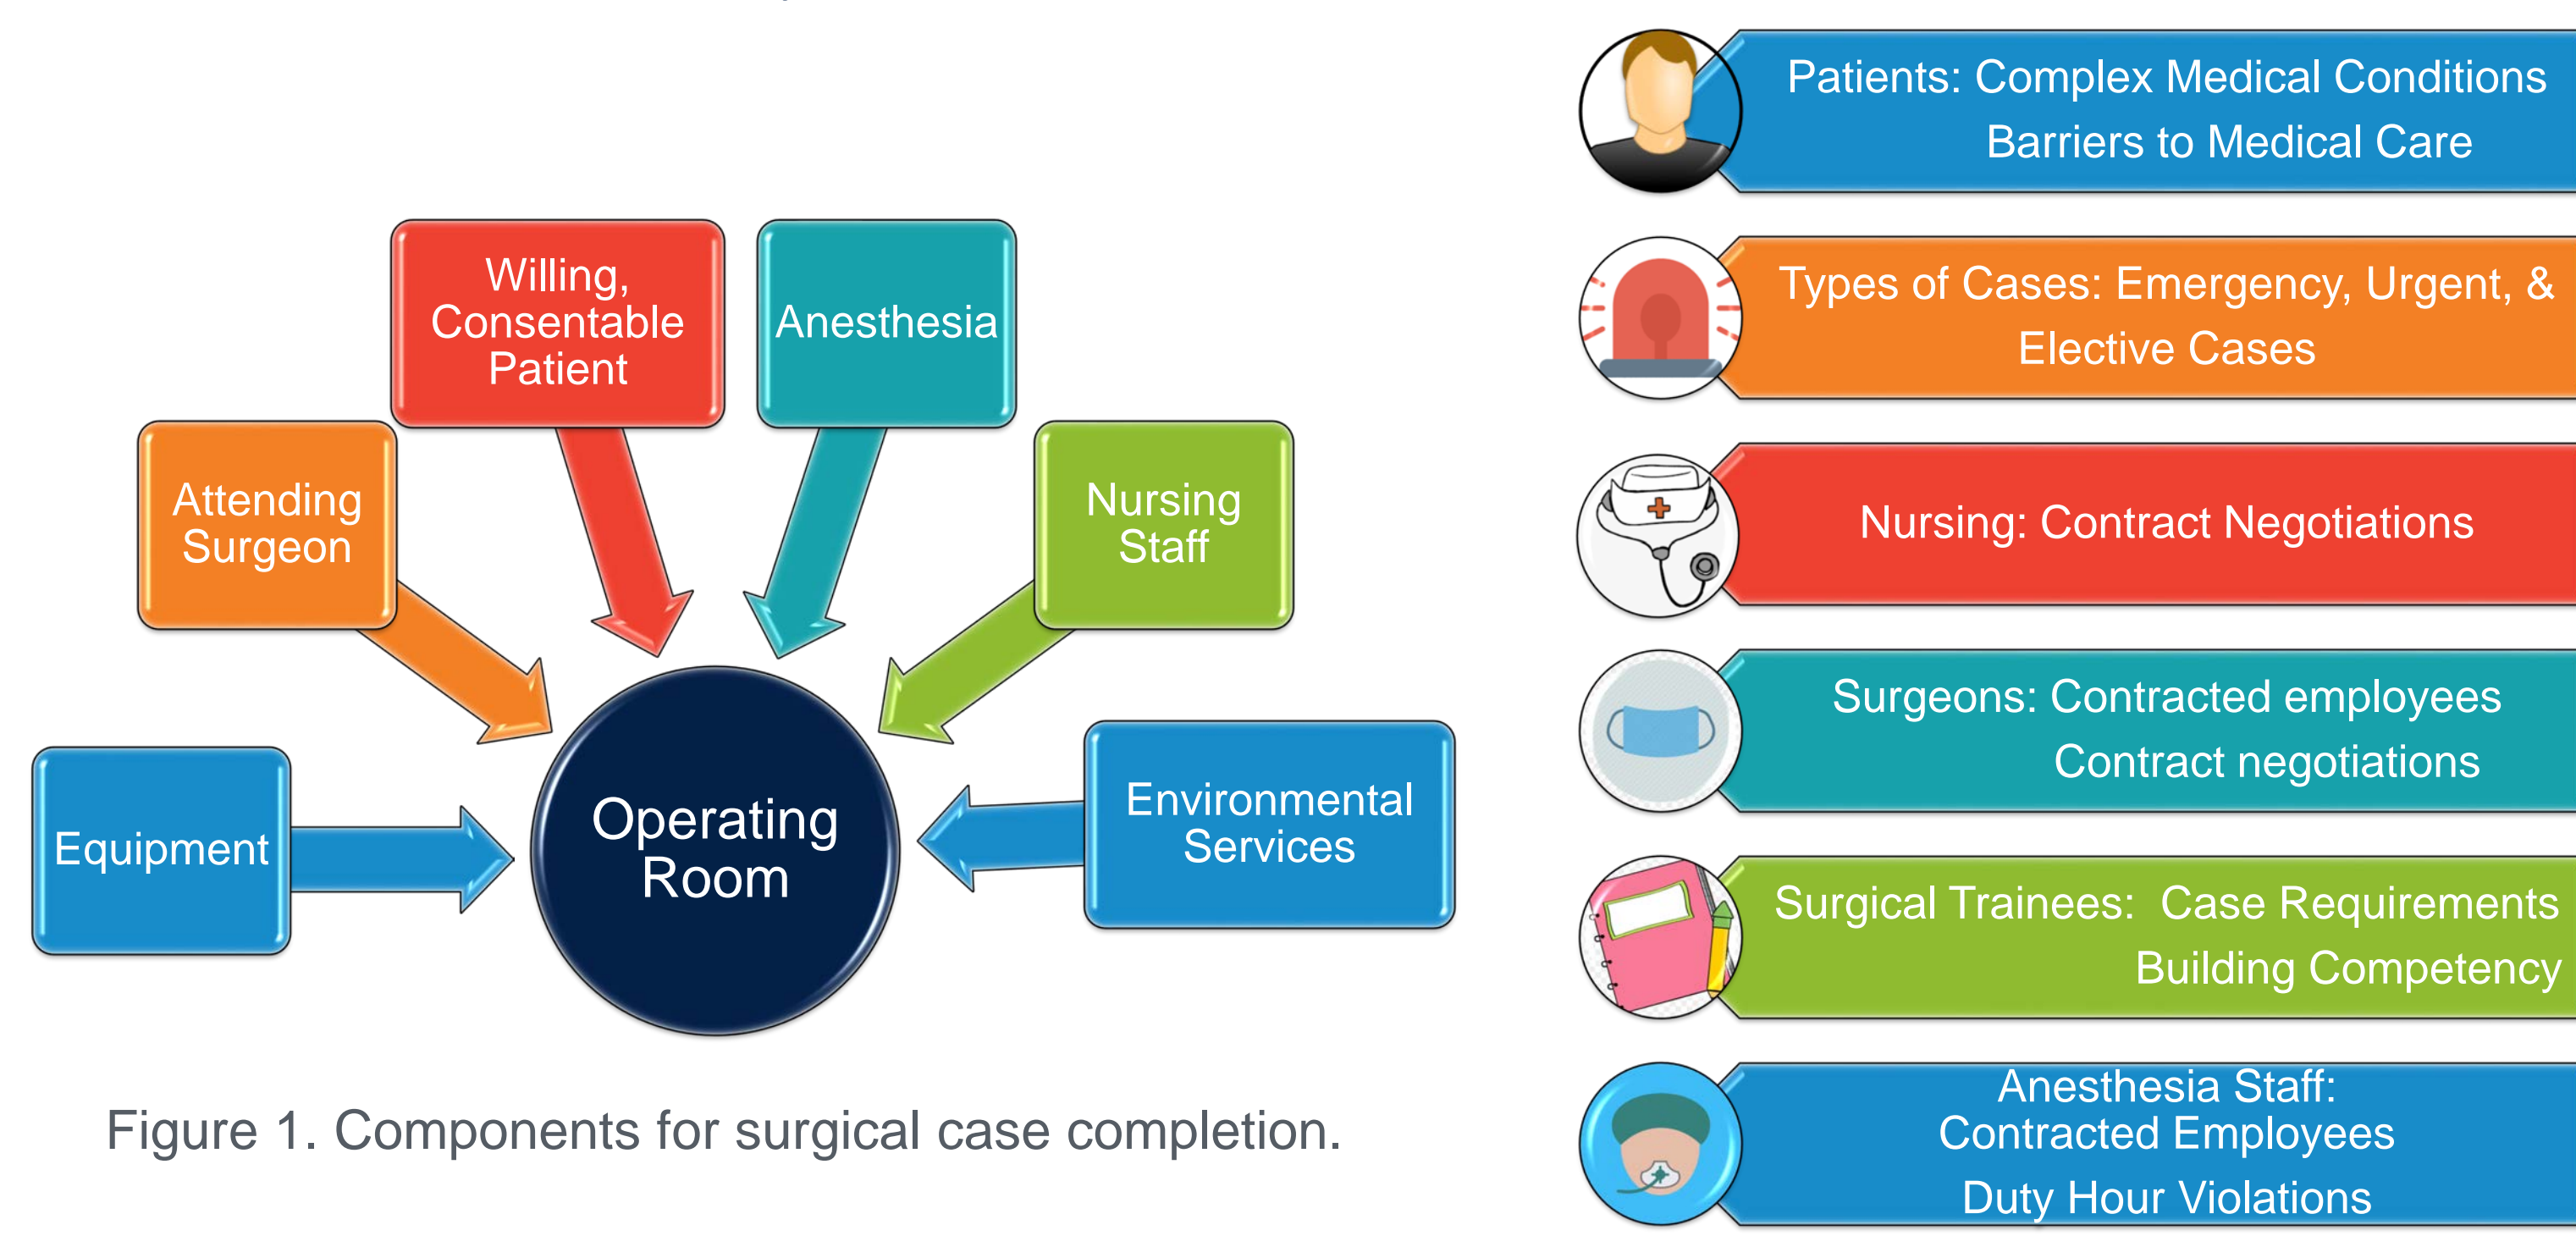 Willing,
Consentable
Patient
Anesthesia
Attending
Surgeon
Nursing
Staff
Equipment
Operating
Room
Environmental
Services
Figure 1. Components for surgical case completion.
Patients: Complex Medical Conditions
Barriers to Medical Care
Types of Cases: Emergency, Urgent, &
Elective Cases
Nursing: Contract Negotiations
Surgeons: Contracted employees
Contract negotiations
Surgical Trainees: Case Requirements
Building Competency
Anesthesia Staff:
Contracted Employees
Duty Hour Violations